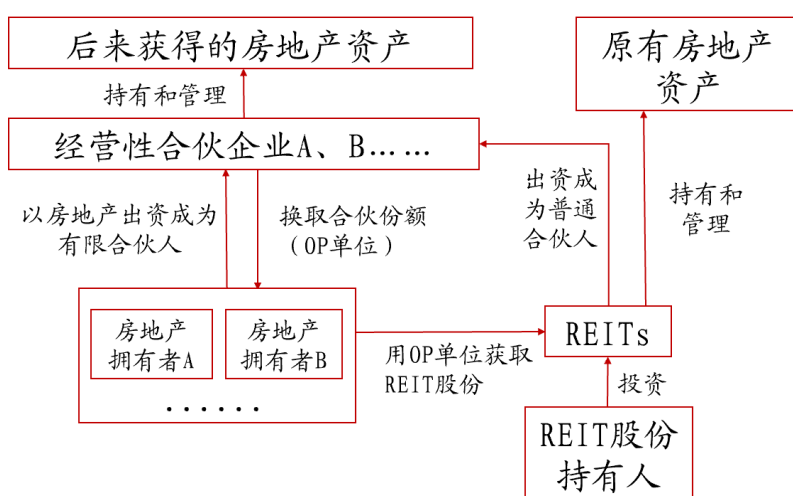 后来获得的房地产资产
原有房地产
资产
持有和管理
经营性合伙企业A、B……
以房地产出资成为
有限合伙人
换取合伙份额
（OP单位）
出资成
为普通
合伙人
持有和
管理
房地产
拥有者A
房地产
拥有者B
......
用OP单位获取
REIT股份
REITs
投资
REIT股份
持有人